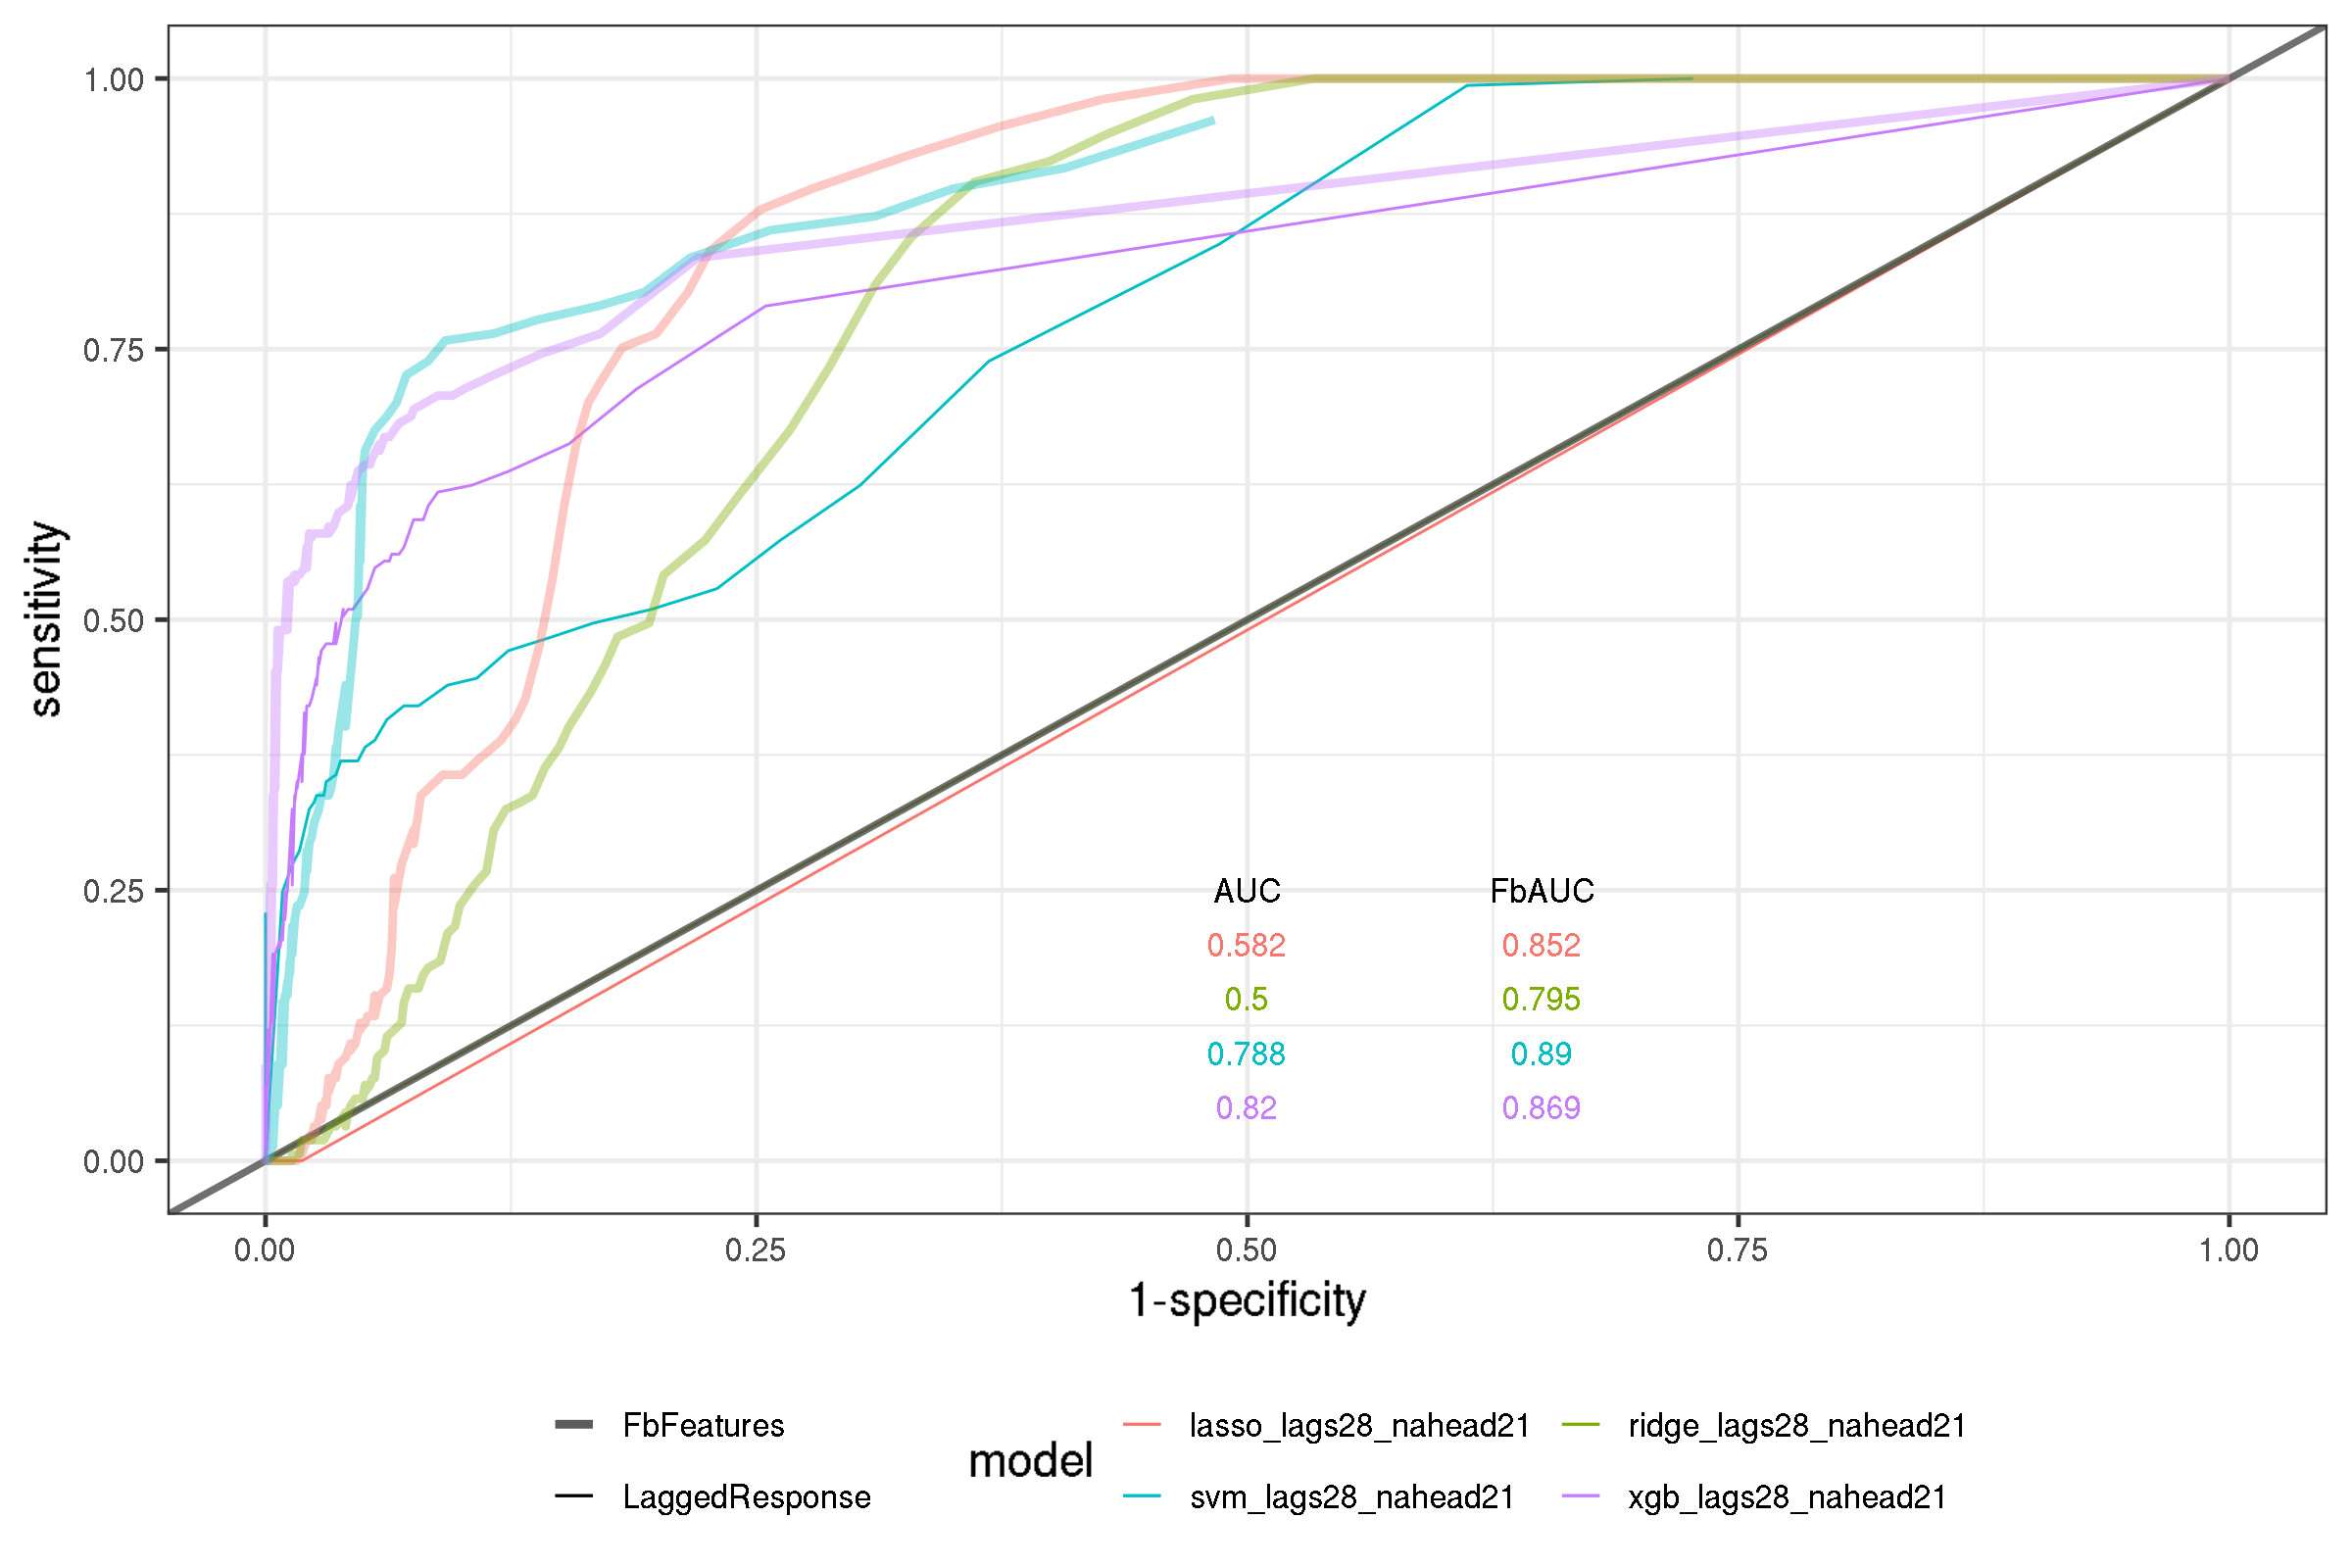 1.00
0.75
0.50
0.25
0.00
sensitivity
AUC FbAUC
0.582 0.852
0.5 0.795
0.788 0.89
0.82 0.869
0.00 0.25 0.50 0.75 1.00
1-specificity
FbFeatures
LaggedResponse
model
lasso_lags28_nahead21 ridge_lags28_nahead21
svm_lags28_nahead21 xgb_lags28_nahead21